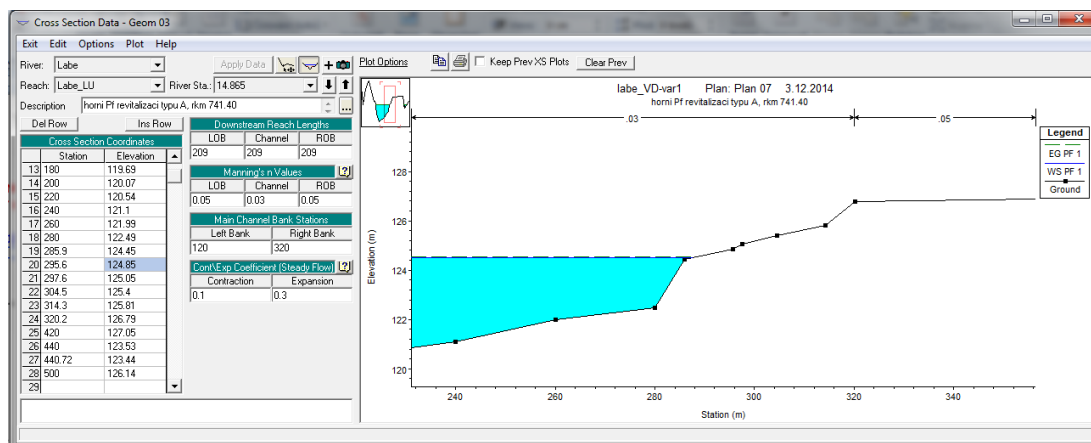 Cross Section Data - Geom 03
Exit Edit Options Plot Help
River: Labe Apply Data
Reach: Labe_LU River Sta.: 14.865
Description horni Pf revitalizaci typu A, rkm 741.40 ...
Del Row Ins Row
Cross Section Coordinates
Station Elevation
13 180 119.69
14 200 120.07
15 220 120.54
16 240 121.1
17 260 121.99
18 280 122.49
19 285.9 124.45
20 295.6 124.85
21 297.6 125.05
22 304.5 125.4
23 314.3 125.81
24 320.2 126.79
25 420 127.05
26 440 123.53
27 440.72 123.44
28 500 126.14
29
Downstream Reach Lengths
LOB Channel ROB
209 209 209
Manning's n Values ?
LOB Channel ROB
0.05 0.03 0.05
Main Channel Bank Stations
Left Bank Right Bank
120 320
Cont\Exp Coefficient (Steady Flow) ?
Contraction Expansion
0.1 0.3
Plot Options Keep Prev XS Plots Clear Prev
labe_VD-var1 Plan: Plan 07 3.12.2014
horni Pf revitalizaci typu A, rkm 741.40
.03 .05
Legend
EG PF 1
WS PF 1
Ground
128
126
124
122
120
Elevation (m)
240 260 280 300 320 340
Station (m)